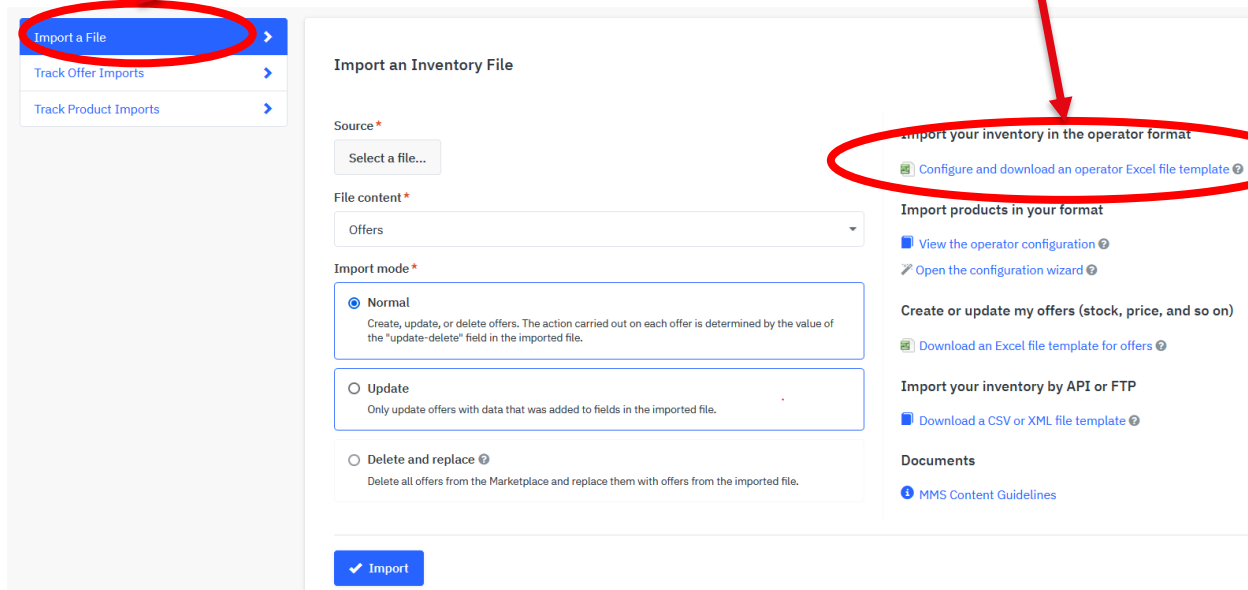 Import a File
Track Offer Imports
Track Product Imports
Import an Inventory File
Source*
Select a file...
File content*
Offers
Import mode*
Normal
Create, update, or delete offers. The action carried out on each offer is determined by the value of
the "update-delete" field in the imported file.
Update
Only update offers with data that was added to fields in the imported file.
Delete and replace
Delete all offers from the Marketplace and replace them with offers from the imported file.
Import
Import your inventory in the operator format
Configure and download an operator Excel file template
Import products in your format
View the operator configuration
Open the configuration wizard
Create or update my offers (stock, price, and so on)
Download an Excel file template for offers
Import your inventory by API or FTP
Download a CSV or XML file template
Documents
MMS Content Guidelines